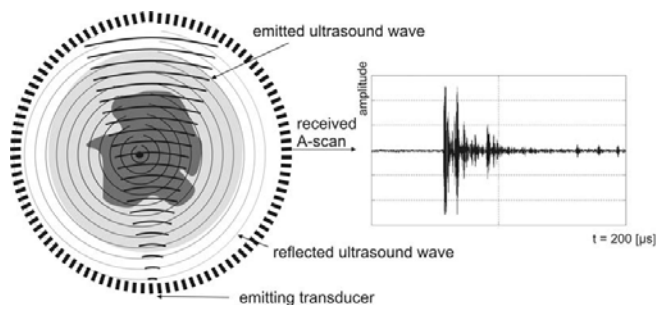 emitted ultrasound wave
received
A-scan
amplitude
t = 200 [µs]
reflected ultrasound wave
emitting transducer